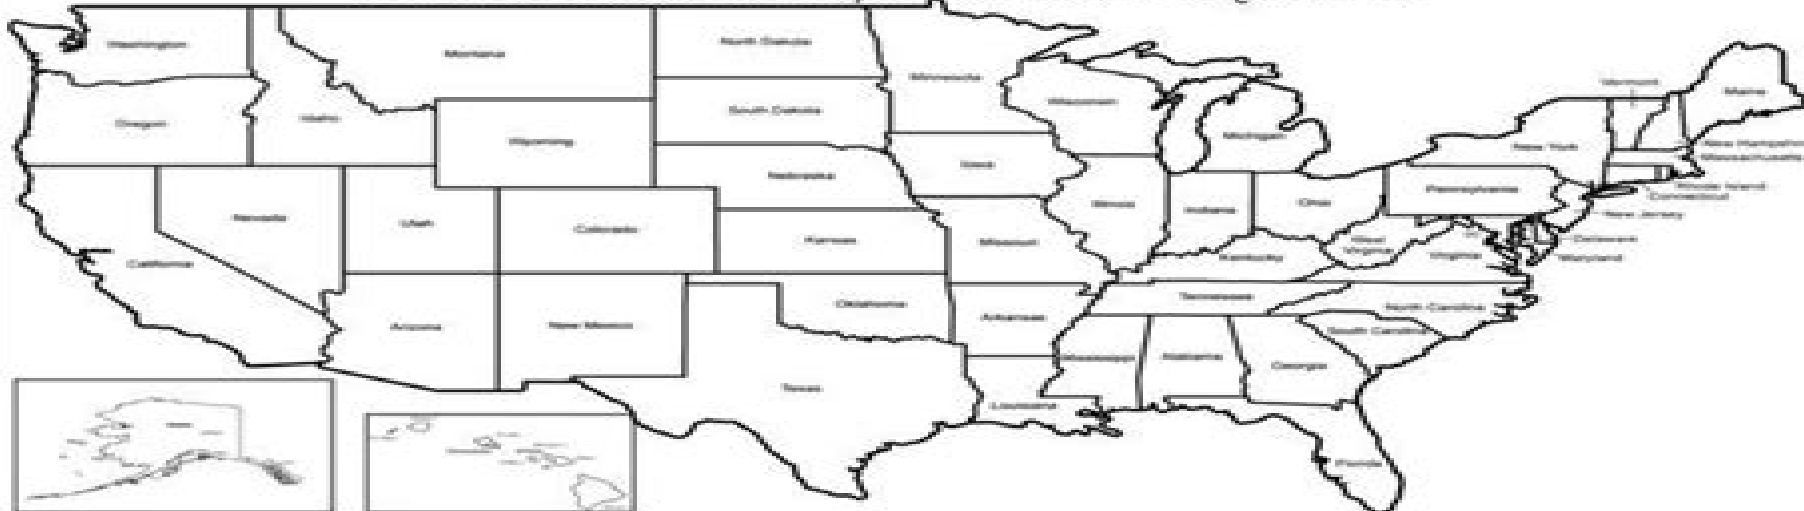 Washington
Montana
North Dakota
Minnesota
Vermont
Maine
Oregon
Idaho
Wyoming
South Dakota
Wisconsin
Michigan
New York
New Hampshire
Massachusetts
Iowa
Nebraska
Pennsylvania
Rhode Island
Connecticut
Nevada
Utah
Colorado
Illinois
Indiana
Ohio
New Jersey
Kansas
Missouri
West
Virginia
Virginia
Delaware
Maryland
California
Kentucky
Oklahoma
Tennessee
North Carolina
Arizona
New Mexico
Arkansas
South Carolina
Texas
Mississippi
Alabama
Georgia
Louisiana
Florida